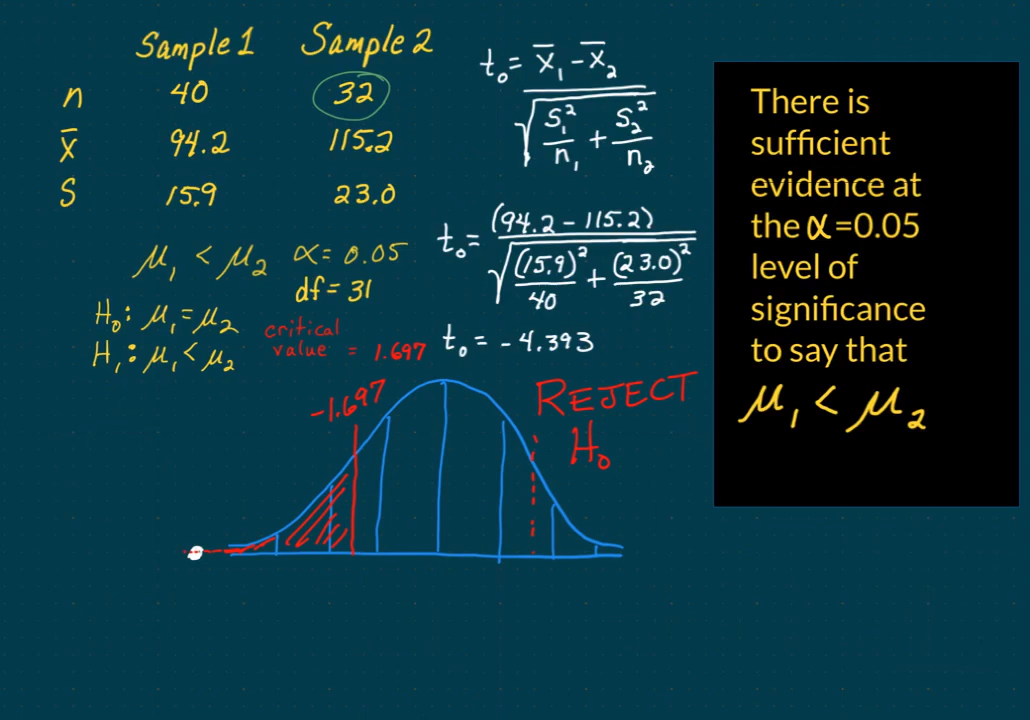 Sample 1 Sample 2
n 40 32
x̄ 94.2 115.2
S 15.9 23.0
μ₁ < μ₂ α = 0.05
df = 31
H₀: μ₁ = μ₂
H₁: μ₁ < μ₂
critical
value = 1.697
t₀ = (x̄₁ - x̄₂) / √(S₁²/n₁ + S₂²/n₂)
t₀ = (94.2 - 115.2) / √((15.9)²/40 + (23.0)²/32)
t₀ = -4.393
-1.697
REJECT
H₀
There is
sufficient
evidence at
the α=0.05
level of
significance
to say that
μ₁ < μ₂